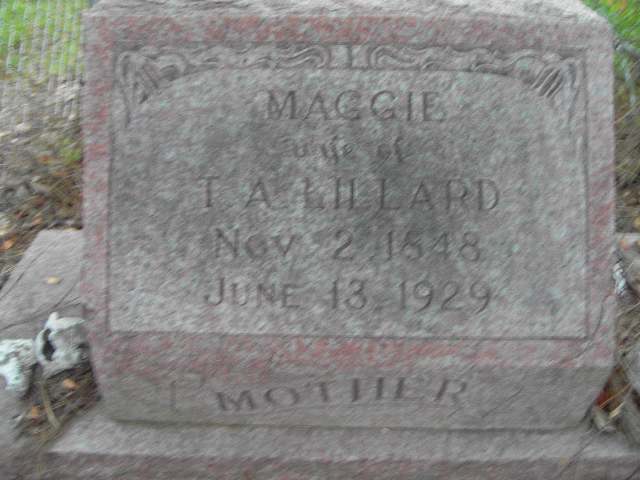 MAGGIE
wife of
T. A. LILLARD
NOV. 2, 1848
JUNE 13, 1929
MOTHER